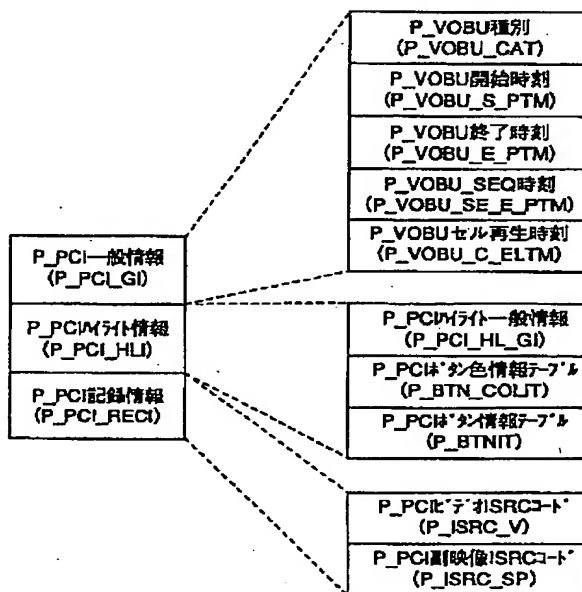 P_VOBU種別
(P_VOBU_CAT)
P_VOBU開始時刻
(P_VOBU_S_PTM)
P_VOBU終了時刻
(P_VOBU_E_PTM)
P_VOBU_SEQ時刻
(P_VOBU_SE_E_PTM)
P_VOBUセル再生時刻
(P_VOBU_C_ELTM)
P_PCI一般情報
(P_PCI_GI)
P_PCIハイライト情報
(P_PCI_HLI)
P_PCI記録情報
(P_PCI_RECI)
P_PCIハイライト一般情報
(P_PCI_HL_GI)
P_PCIボタン色情報テーブル
(P_BTN_COLIT)
P_PCIボタン情報テーブル
(P_BTNIT)
P_PCIビデオISRCコード
(P_ISRC_V)
P_PCI副映像ISRCコード
(P_ISRC_SP)